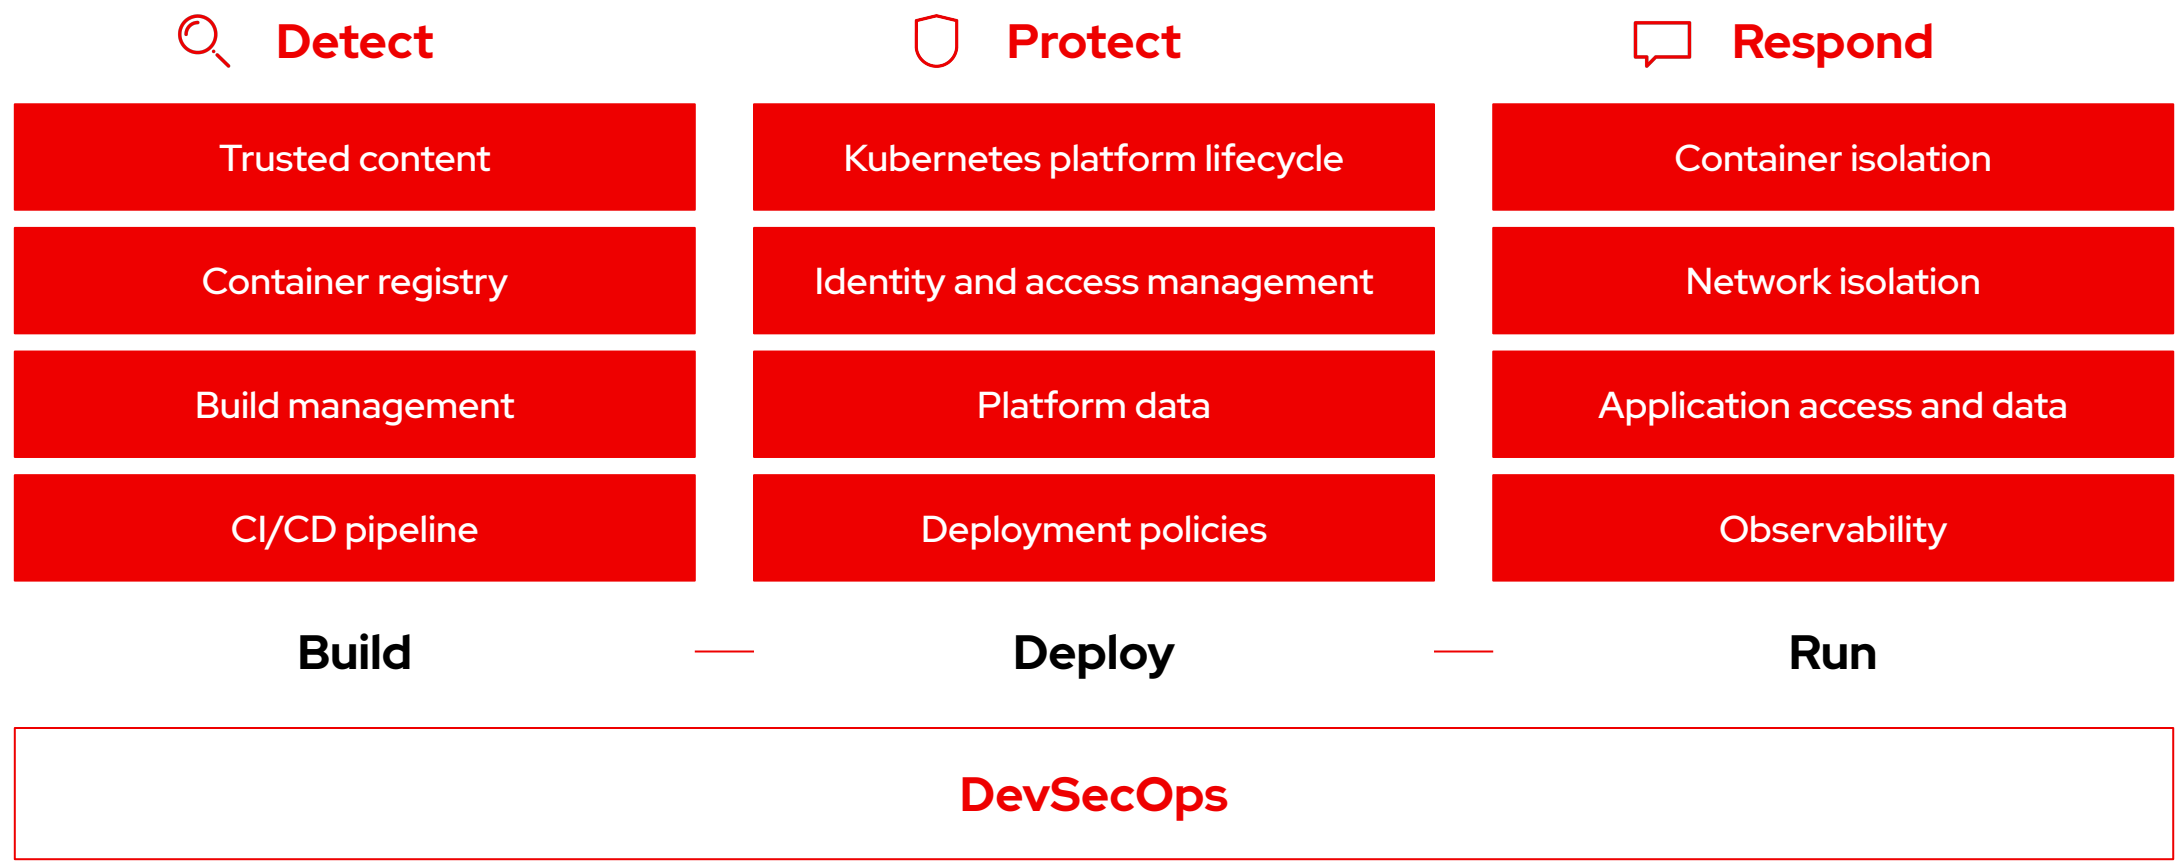 Detect
Protect
Respond
Trusted content
Kubernetes platform lifecycle
Container isolation
Container registry
Identity and access management
Network isolation
Build management
Platform data
Application access and data
CI/CD pipeline
Deployment policies
Observability
Build
Deploy
Run
DevSecOps